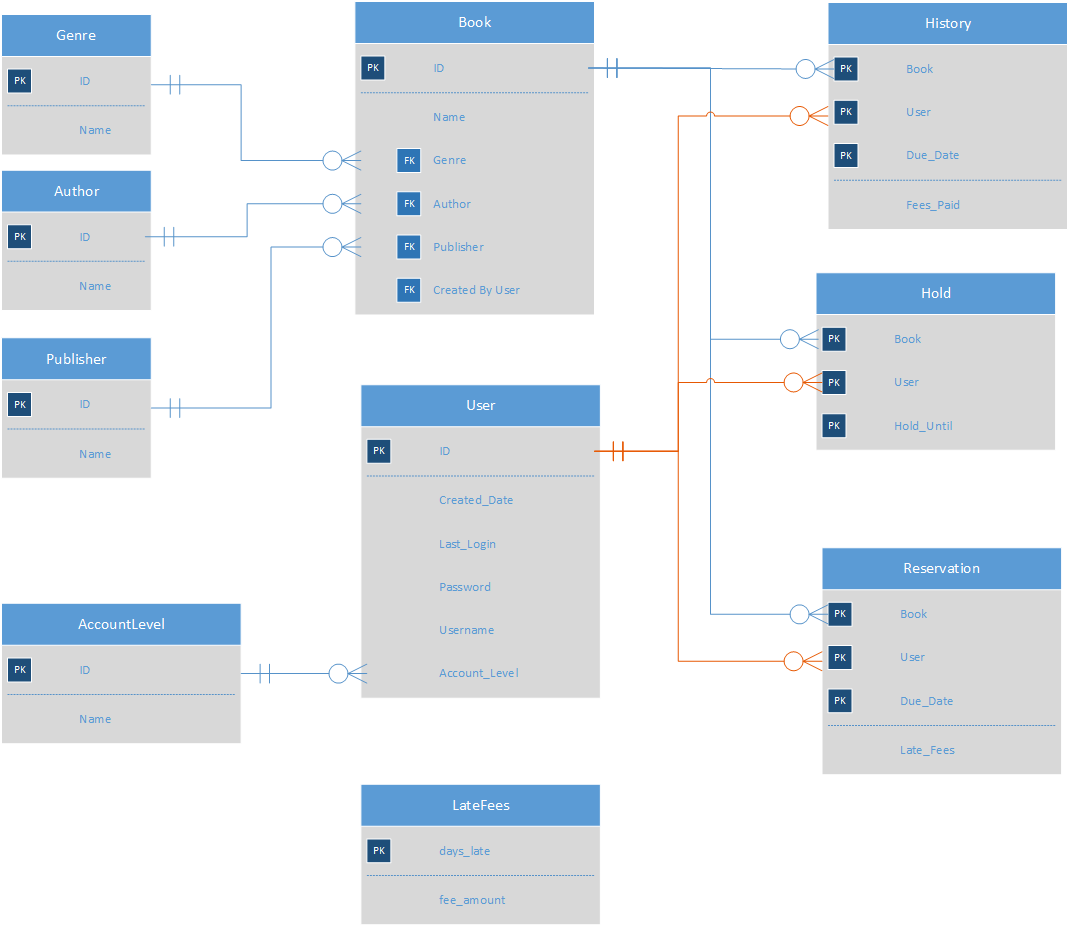 Genre
PK ID
Name
Author
PK ID
Name
Publisher
PK ID
Name
AccountLevel
PK ID
Name
Book
PK ID
Name
FK Genre
FK Author
FK Publisher
FK Created By User
User
PK ID
Created_Date
Last_Login
Password
Username
Account_Level
LateFees
PK days_late
fee_amount
History
PK Book
PK User
PK Due_Date
Fees_Paid
Hold
PK Book
PK User
PK Hold_Until
Reservation
PK Book
PK User
PK Due_Date
Late_Fees